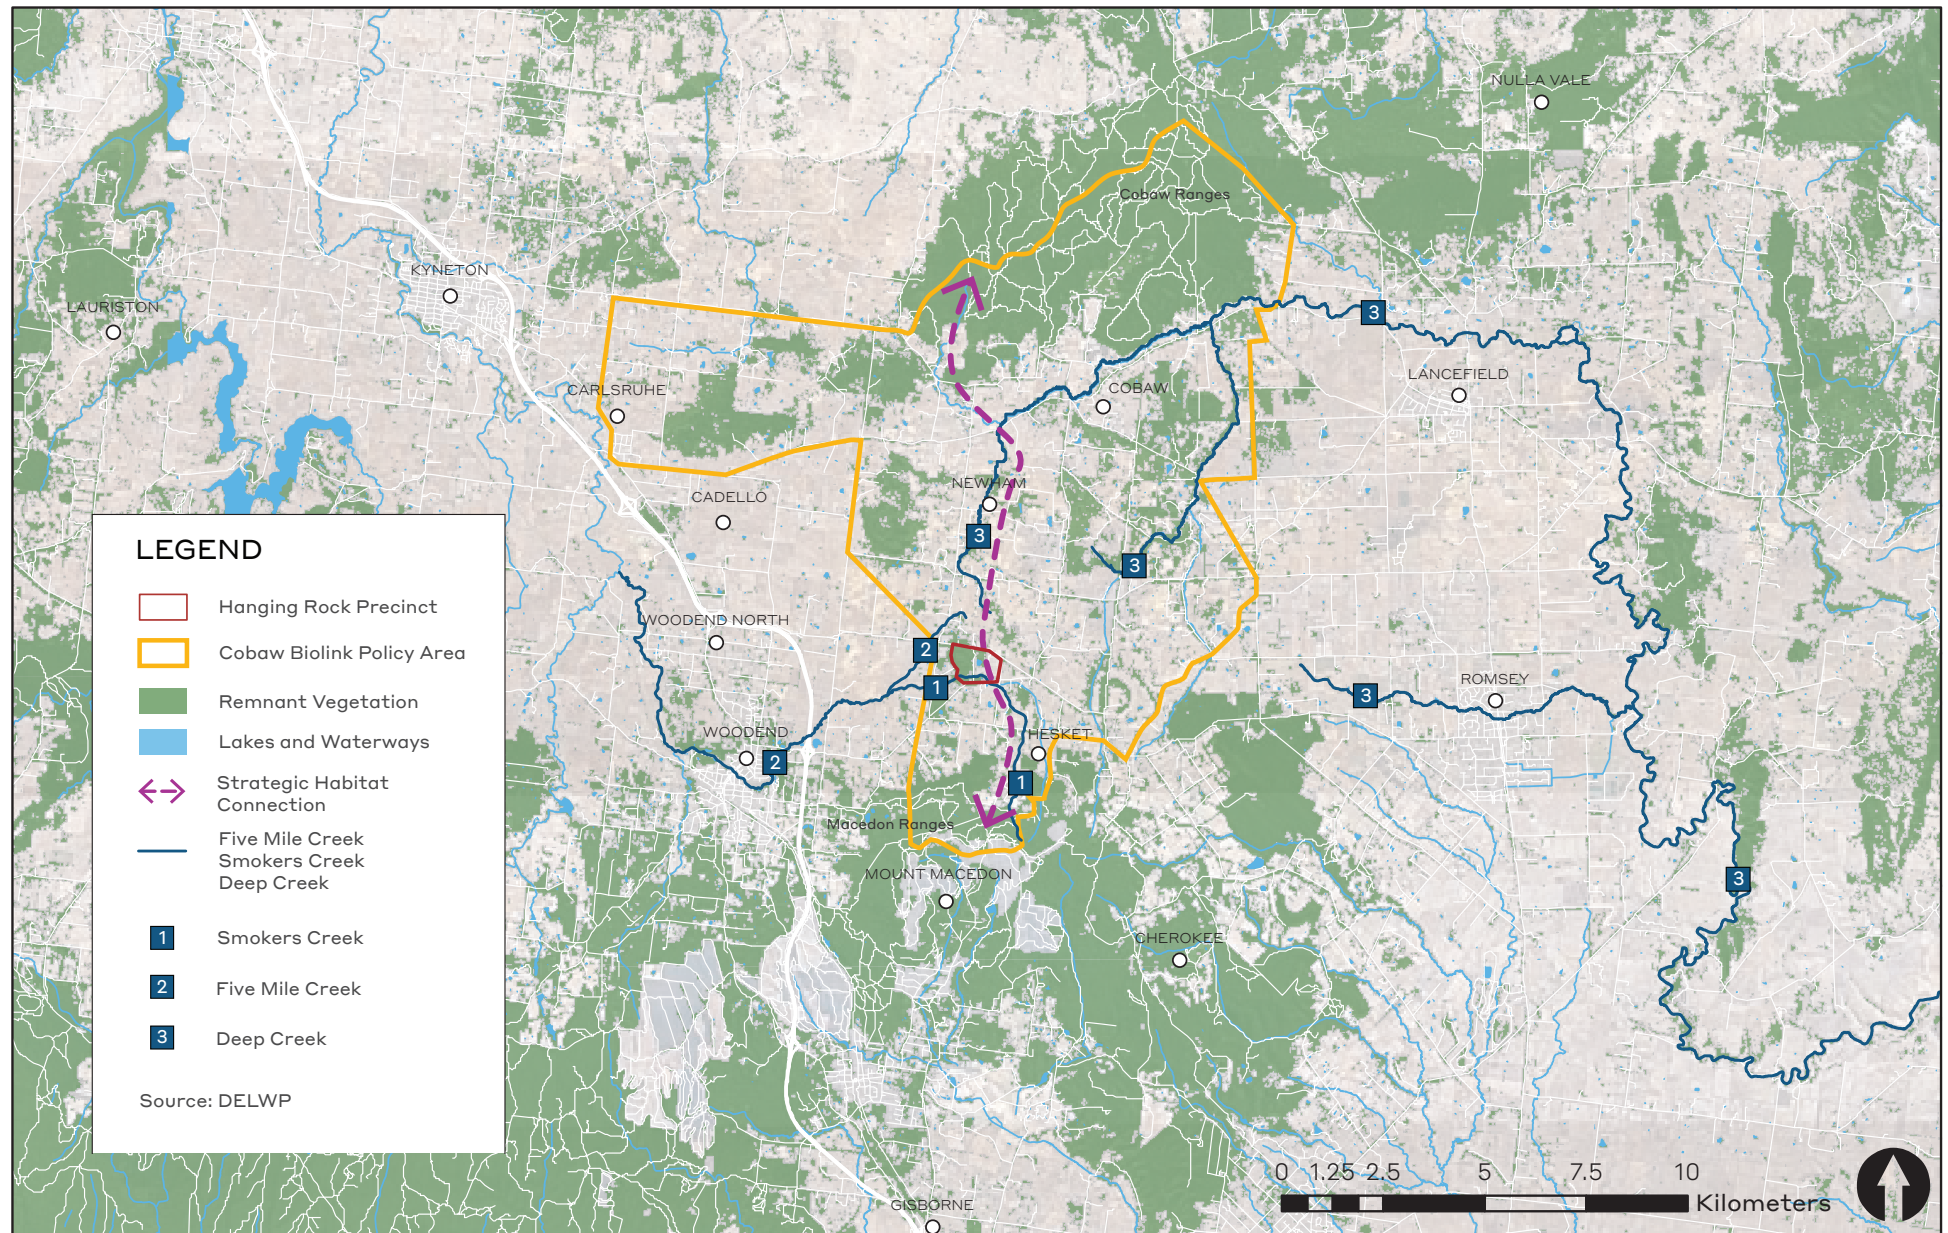 NULLA VALE
Cobaw Ranges
KYNETON
LAURISTON
3
CARLSRUHE
COBAW
LANCEFIELD
NEWHAM
CADELLO
3
3
WOODEND NORTH
2
1
3
ROMSEY
WOODEND
HESKET
2
1
Macedon Ranges
MOUNT MACEDON
3
CHEROKEE
GISBORNE
LEGEND
Hanging Rock Precinct
Cobaw Biolink Policy Area
Remnant Vegetation
Lakes and Waterways
Strategic Habitat
Connection
Five Mile Creek
Smokers Creek
Deep Creek
1 Smokers Creek
2 Five Mile Creek
3 Deep Creek
Source: DELWP
0 1.25 2.5 5 7.5 10
Kilometers